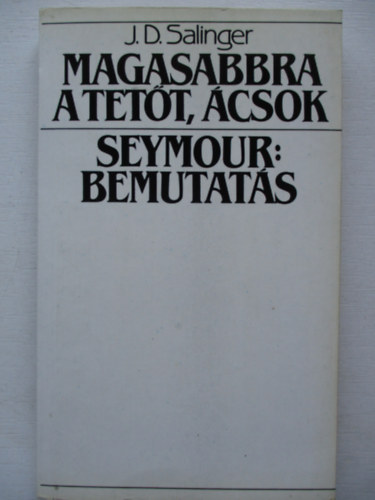 J. D. Salinger
MAGASABBRA
A TETŐT, ÁCSOK
SEYMOUR:
BEMUTATÁS